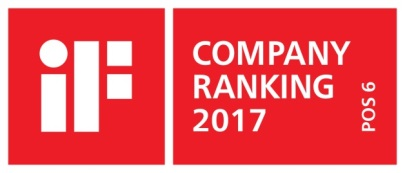 iF
COMPANY
RANKING
2017
POS 6